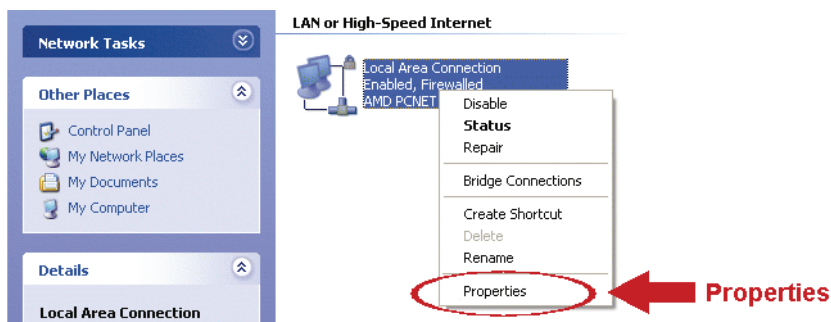 Network Tasks
Other Places
Control Panel
My Network Places
My Documents
My Computer
Details
Local Area Connection
LAN or High-Speed Internet
Local Area Connection
Enabled, Firewalled
AMD PCNET
Disable
Status
Repair
Bridge Connections
Create Shortcut
Delete
Rename
Properties
Properties